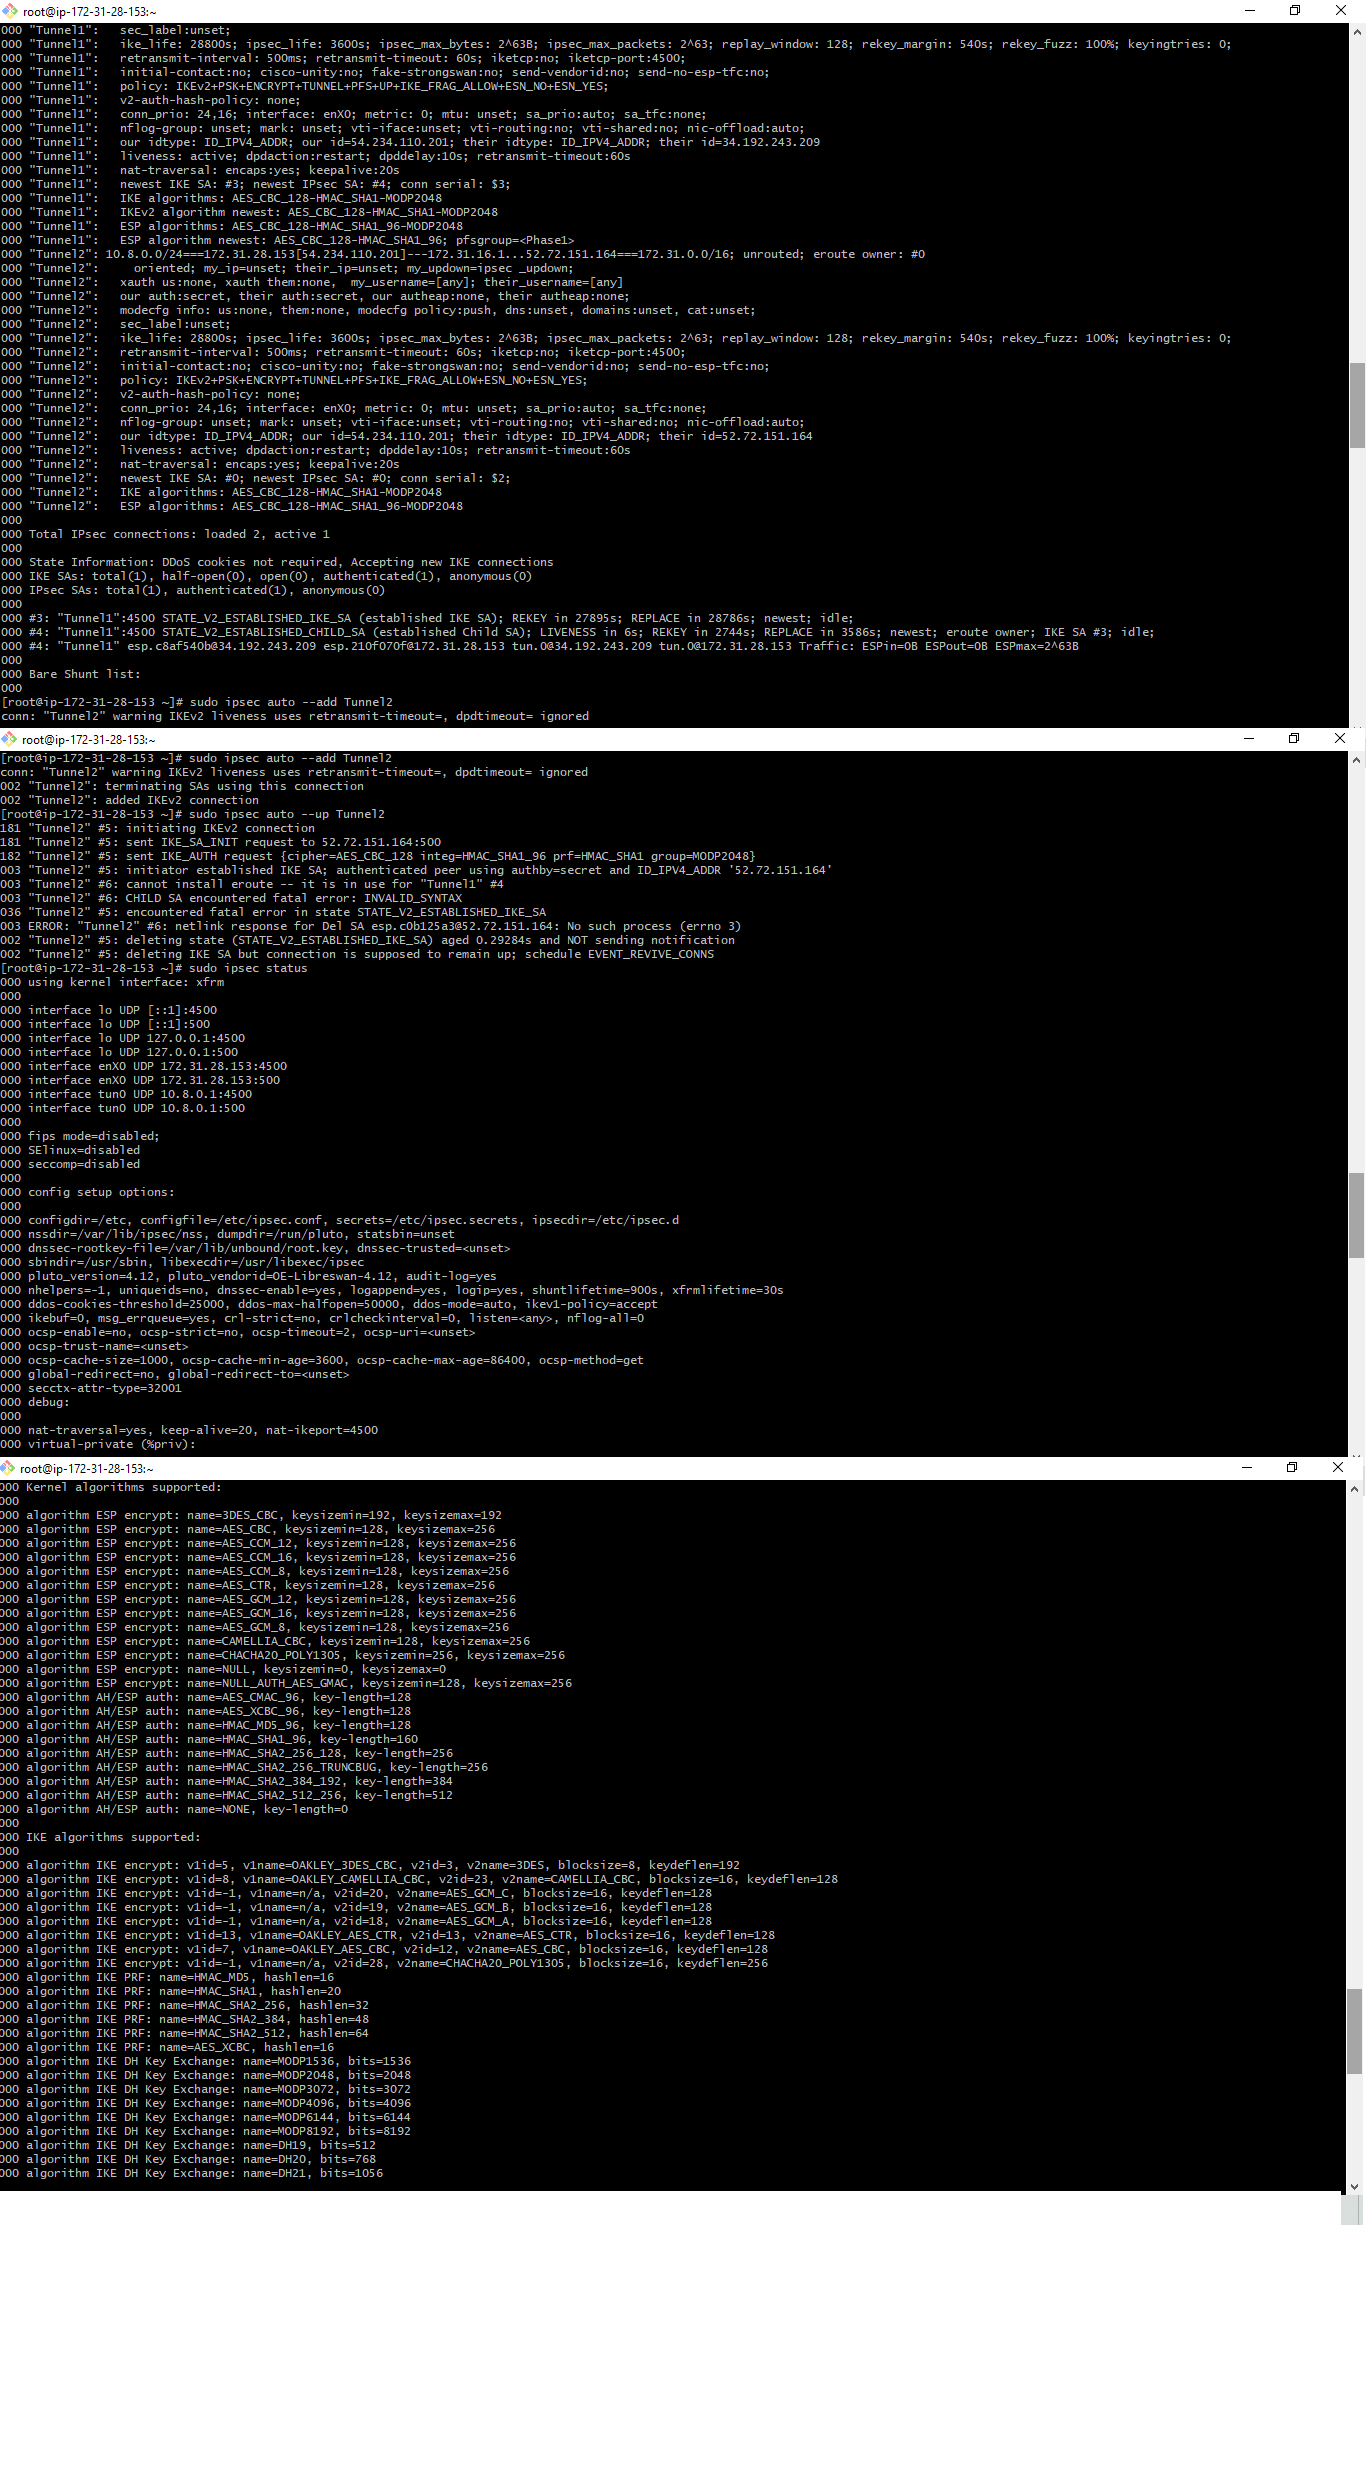 root@ip-172-31-28-153:~
000 "Tunnel1":   sec_label:unset;
000 "Tunnel1":   ike_life: 28800s; ipsec_life: 3600s; ipsec_max_bytes: 2^63B; ipsec_max_packets: 2^63; replay_window: 128; rekey_margin: 540s; rekey_fuzz: 100%; keyingtries: 0;
000 "Tunnel1":   retransmit-interval: 500ms; retransmit-timeout: 60s; iketcp:no; iketcp-port:4500;
000 "Tunnel1":   initial-contact:no; cisco-unity:no; fake-strongswan:no; send-vendorid:no; send-no-esp-tfc:no;
000 "Tunnel1":   policy: IKEv2+PSK+ENCRYPT+TUNNEL+PFS+UP+IKE_FRAG_ALLOW+ESN_NO+ESN_YES;
000 "Tunnel1":   v2-auth-hash-policy: none;
000 "Tunnel1":   conn_prio: 24,16; interface: enX0; metric: 0; mtu: unset; sa_prio:auto; sa_tfc:none;
000 "Tunnel1":   nflog-group: unset; mark: unset; vti-iface:unset; vti-routing:no; vti-shared:no; nic-offload:auto;
000 "Tunnel1":   our idtype: ID_IPV4_ADDR; our id=54.234.110.201; their idtype: ID_IPV4_ADDR; their id=34.192.243.209
000 "Tunnel1":   liveness: active; dpdaction:restart; dpddelay:10s; retransmit-timeout:60s
000 "Tunnel1":   nat-traversal: encaps:yes; keepalive:20s
000 "Tunnel1":   newest IKE SA: #3; newest IPsec SA: #4; conn serial: $3;
000 "Tunnel1":   IKE algorithms: AES_CBC_128-HMAC_SHA1-MODP2048
000 "Tunnel1":   IKEv2 algorithm newest: AES_CBC_128-HMAC_SHA1-MODP2048
000 "Tunnel1":   ESP algorithms: AES_CBC_128-HMAC_SHA1_96-MODP2048
000 "Tunnel1":   ESP algorithm newest: AES_CBC_128-HMAC_SHA1_96; pfsgroup=<Phase1>
000 "Tunnel2": 10.8.0.0/24===172.31.28.153[54.234.110.201]---172.31.16.1...52.72.151.164===172.31.0.0/16; unrouted; eroute owner: #0
000 "Tunnel2":     oriented; my_ip=unset; their_ip=unset; my_updown=ipsec _updown;
000 "Tunnel2":   xauth us:none, xauth them:none,  my_username=[any]; their_username=[any]
000 "Tunnel2":   our auth:secret, their auth:secret, our autheap:none, their autheap:none;
000 "Tunnel2":   modecfg info: us:none, them:none, modecfg policy:push, dns:unset, domains:unset, cat:unset;
000 "Tunnel2":   sec_label:unset;
000 "Tunnel2":   ike_life: 28800s; ipsec_life: 3600s; ipsec_max_bytes: 2^63B; ipsec_max_packets: 2^63; replay_window: 128; rekey_margin: 540s; rekey_fuzz: 100%; keyingtries: 0;
000 "Tunnel2":   retransmit-interval: 500ms; retransmit-timeout: 60s; iketcp:no; iketcp-port:4500;
000 "Tunnel2":   initial-contact:no; cisco-unity:no; fake-strongswan:no; send-vendorid:no; send-no-esp-tfc:no;
000 "Tunnel2":   policy: IKEv2+PSK+ENCRYPT+TUNNEL+PFS+IKE_FRAG_ALLOW+ESN_NO+ESN_YES;
000 "Tunnel2":   v2-auth-hash-policy: none;
000 "Tunnel2":   conn_prio: 24,16; interface: enX0; metric: 0; mtu: unset; sa_prio:auto; sa_tfc:none;
000 "Tunnel2":   nflog-group: unset; mark: unset; vti-iface:unset; vti-routing:no; vti-shared:no; nic-offload:auto;
000 "Tunnel2":   our idtype: ID_IPV4_ADDR; our id=54.234.110.201; their idtype: ID_IPV4_ADDR; their id=52.72.151.164
000 "Tunnel2":   liveness: active; dpdaction:restart; dpddelay:10s; retransmit-timeout:60s
000 "Tunnel2":   nat-traversal: encaps:yes; keepalive:20s
000 "Tunnel2":   newest IKE SA: #0; newest IPsec SA: #0; conn serial: $2;
000 "Tunnel2":   IKE algorithms: AES_CBC_128-HMAC_SHA1-MODP2048
000 "Tunnel2":   ESP algorithms: AES_CBC_128-HMAC_SHA1_96-MODP2048
000
000 Total IPsec connections: loaded 2, active 1
000
000 State Information: DDoS cookies not required, Accepting new IKE connections
000 IKE SAs: total(1), half-open(0), open(0), authenticated(1), anonymous(0)
000 IPsec SAs: total(1), authenticated(1), anonymous(0)
000
000 #3: "Tunnel1":4500 STATE_V2_ESTABLISHED_IKE_SA (established IKE SA); REKEY in 27895s; REPLACE in 28786s; newest; idle;
000 #4: "Tunnel1":4500 STATE_V2_ESTABLISHED_CHILD_SA (established Child SA); LIVENESS in 6s; REKEY in 2744s; REPLACE in 3586s; newest; eroute owner; IKE SA #3; idle;
000 #4: "Tunnel1" esp.c8af540b@34.192.243.209 esp.210f070f@172.31.28.153 tun.0@34.192.243.209 tun.0@172.31.28.153 Traffic: ESPin=0B ESPout=0B ESPmax=2^63B
000
000 Bare Shunt list:
000
[root@ip-172-31-28-153 ~]# sudo ipsec auto --add Tunnel2
conn: "Tunnel2" warning IKEv2 liveness uses retransmit-timeout=, dpdtimeout= ignored
root@ip-172-31-28-153:~
[root@ip-172-31-28-153 ~]# sudo ipsec auto --add Tunnel2
conn: "Tunnel2" warning IKEv2 liveness uses retransmit-timeout=, dpdtimeout= ignored
002 "Tunnel2": terminating SAs using this connection
002 "Tunnel2": added IKEv2 connection
[root@ip-172-31-28-153 ~]# sudo ipsec auto --up Tunnel2
181 "Tunnel2" #5: initiating IKEv2 connection
181 "Tunnel2" #5: sent IKE_SA_INIT request to 52.72.151.164:500
182 "Tunnel2" #5: sent IKE_AUTH request {cipher=AES_CBC_128 integ=HMAC_SHA1_96 prf=HMAC_SHA1 group=MODP2048}
003 "Tunnel2" #5: initiator established IKE SA; authenticated peer using authby=secret and ID_IPV4_ADDR '52.72.151.164'
003 "Tunnel2" #6: cannot install eroute -- it is in use for "Tunnel1" #4
003 "Tunnel2" #6: CHILD SA encountered fatal error: INVALID_SYNTAX
036 "Tunnel2" #5: encountered fatal error in state STATE_V2_ESTABLISHED_IKE_SA
003 ERROR: "Tunnel2" #6: netlink response for Del SA esp.c0b125a3@52.72.151.164: No such process (errno 3)
002 "Tunnel2" #5: deleting state (STATE_V2_ESTABLISHED_IKE_SA) aged 0.29284s and NOT sending notification
002 "Tunnel2" #5: deleting IKE SA but connection is supposed to remain up; schedule EVENT_REVIVE_CONNS
[root@ip-172-31-28-153 ~]# sudo ipsec status
000 using kernel interface: xfrm
000
000 interface lo UDP [::1]:4500
000 interface lo UDP [::1]:500
000 interface lo UDP 127.0.0.1:4500
000 interface lo UDP 127.0.0.1:500
000 interface enX0 UDP 172.31.28.153:4500
000 interface enX0 UDP 172.31.28.153:500
000 interface tun0 UDP 10.8.0.1:4500
000 interface tun0 UDP 10.8.0.1:500
000
000 fips mode=disabled;
000 SElinux=disabled
000 seccomp=disabled
000
000 config setup options:
000
000 configdir=/etc, configfile=/etc/ipsec.conf, secrets=/etc/ipsec.secrets, ipsecdir=/etc/ipsec.d
000 nssdir=/var/lib/ipsec/nss, dumpdir=/run/pluto, statsbin=unset
000 dnssec-rootkey-file=/var/lib/unbound/root.key, dnssec-trusted=<unset>
000 sbindir=/usr/sbin, libexecdir=/usr/libexec/ipsec
000 pluto_version=4.12, pluto_vendorid=OE-Libreswan-4.12, audit-log=yes
000 nhelpers=-1, uniqueids=no, dnssec-enable=yes, logappend=yes, logip=yes, shuntlifetime=900s, xfrmlifetime=30s
000 ddos-cookies-threshold=25000, ddos-max-halfopen=50000, ddos-mode=auto, ikev1-policy=accept
000 ikebuf=0, msg_errqueue=yes, crl-strict=no, crlcheckinterval=0, listen=<any>, nflog-all=0
000 ocsp-enable=no, ocsp-strict=no, ocsp-timeout=2, ocsp-uri=<unset>
000 ocsp-trust-name=<unset>
000 ocsp-cache-size=1000, ocsp-cache-min-age=3600, ocsp-cache-max-age=86400, ocsp-method=get
000 global-redirect=no, global-redirect-to=<unset>
000 secctx-attr-type=32001
000 debug:
000
000 nat-traversal=yes, keep-alive=20, nat-ikeport=4500
000 virtual-private (%priv):
root@ip-172-31-28-153:~
000 Kernel algorithms supported:
000
000 algorithm ESP encrypt: name=3DES_CBC, keysizemin=192, keysizemax=192
000 algorithm ESP encrypt: name=AES_CBC, keysizemin=128, keysizemax=256
000 algorithm ESP encrypt: name=AES_CCM_12, keysizemin=128, keysizemax=256
000 algorithm ESP encrypt: name=AES_CCM_16, keysizemin=128, keysizemax=256
000 algorithm ESP encrypt: name=AES_CCM_8, keysizemin=128, keysizemax=256
000 algorithm ESP encrypt: name=AES_CTR, keysizemin=128, keysizemax=256
000 algorithm ESP encrypt: name=AES_GCM_12, keysizemin=128, keysizemax=256
000 algorithm ESP encrypt: name=AES_GCM_16, keysizemin=128, keysizemax=256
000 algorithm ESP encrypt: name=AES_GCM_8, keysizemin=128, keysizemax=256
000 algorithm ESP encrypt: name=CAMELLIA_CBC, keysizemin=128, keysizemax=256
000 algorithm ESP encrypt: name=CHACHA20_POLY1305, keysizemin=256, keysizemax=256
000 algorithm ESP encrypt: name=NULL, keysizemin=0, keysizemax=0
000 algorithm ESP encrypt: name=NULL_AUTH_AES_GMAC, keysizemin=128, keysizemax=256
000 algorithm AH/ESP auth: name=AES_CMAC_96, key-length=128
000 algorithm AH/ESP auth: name=AES_XCBC_96, key-length=128
000 algorithm AH/ESP auth: name=HMAC_MD5_96, key-length=128
000 algorithm AH/ESP auth: name=HMAC_SHA1_96, key-length=160
000 algorithm AH/ESP auth: name=HMAC_SHA2_256_128, key-length=256
000 algorithm AH/ESP auth: name=HMAC_SHA2_256_TRUNCBUG, key-length=256
000 algorithm AH/ESP auth: name=HMAC_SHA2_384_192, key-length=384
000 algorithm AH/ESP auth: name=HMAC_SHA2_512_256, key-length=512
000 algorithm AH/ESP auth: name=NONE, key-length=0
000
000 IKE algorithms supported:
000
000 algorithm IKE encrypt: v1id=5, v1name=OAKLEY_3DES_CBC, v2id=3, v2name=3DES, blocksize=8, keydeflen=192
000 algorithm IKE encrypt: v1id=8, v1name=OAKLEY_CAMELLIA_CBC, v2id=23, v2name=CAMELLIA_CBC, blocksize=16, keydeflen=128
000 algorithm IKE encrypt: v1id=-1, v1name=n/a, v2id=20, v2name=AES_GCM_C, blocksize=16, keydeflen=128
000 algorithm IKE encrypt: v1id=-1, v1name=n/a, v2id=19, v2name=AES_GCM_B, blocksize=16, keydeflen=128
000 algorithm IKE encrypt: v1id=-1, v1name=n/a, v2id=18, v2name=AES_GCM_A, blocksize=16, keydeflen=128
000 algorithm IKE encrypt: v1id=13, v1name=OAKLEY_AES_CTR, v2id=13, v2name=AES_CTR, blocksize=16, keydeflen=128
000 algorithm IKE encrypt: v1id=7, v1name=OAKLEY_AES_CBC, v2id=12, v2name=AES_CBC, blocksize=16, keydeflen=128
000 algorithm IKE encrypt: v1id=-1, v1name=n/a, v2id=28, v2name=CHACHA20_POLY1305, blocksize=16, keydeflen=256
000 algorithm IKE PRF: name=HMAC_MD5, hashlen=16
000 algorithm IKE PRF: name=HMAC_SHA1, hashlen=20
000 algorithm IKE PRF: name=HMAC_SHA2_256, hashlen=32
000 algorithm IKE PRF: name=HMAC_SHA2_384, hashlen=48
000 algorithm IKE PRF: name=HMAC_SHA2_512, hashlen=64
000 algorithm IKE PRF: name=AES_XCBC, hashlen=16
000 algorithm IKE DH Key Exchange: name=MODP1536, bits=1536
000 algorithm IKE DH Key Exchange: name=MODP2048, bits=2048
000 algorithm IKE DH Key Exchange: name=MODP3072, bits=3072
000 algorithm IKE DH Key Exchange: name=MODP4096, bits=4096
000 algorithm IKE DH Key Exchange: name=MODP6144, bits=6144
000 algorithm IKE DH Key Exchange: name=MODP8192, bits=8192
000 algorithm IKE DH Key Exchange: name=DH19, bits=512
000 algorithm IKE DH Key Exchange: name=DH20, bits=768
000 algorithm IKE DH Key Exchange: name=DH21, bits=1056